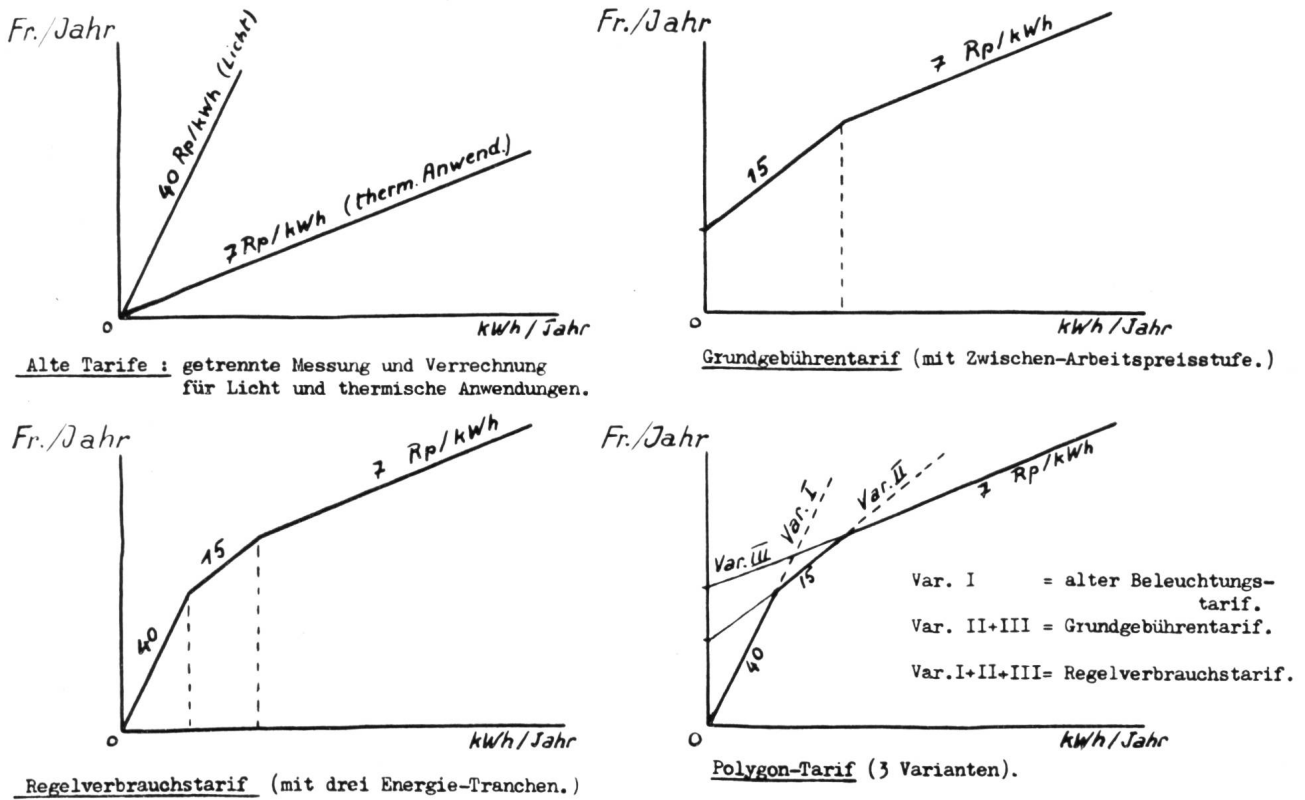 Fr./Jahr
40 Rp/kWh (Licht)
7 Rp/kWh (therm. Anwend.)
0
kWh/Jahr
Alte Tarife : getrennte Messung und Verrechnung
für Licht und thermische Anwendungen.
Fr./Jahr
15
7 Rp/kWh
0
kWh/Jahr
Grundgebührentarif (mit Zwischen-Arbeitspreisstufe.)
Fr./Jahr
40
15
7 Rp/kWh
0
kWh/Jahr
Regelverbrauchstarif (mit drei Energie-Tranchen.)
Fr./Jahr
Var. III
Var. I
Var. II
7 Rp/kWh
15
40
Var. I = alter Beleuchtungs-
tarif.
Var. II+III = Grundgebührentarif.
Var.I+II+III= Regelverbrauchstarif.
0
kWh/Jahr
Polygon-Tarif (3 Varianten).